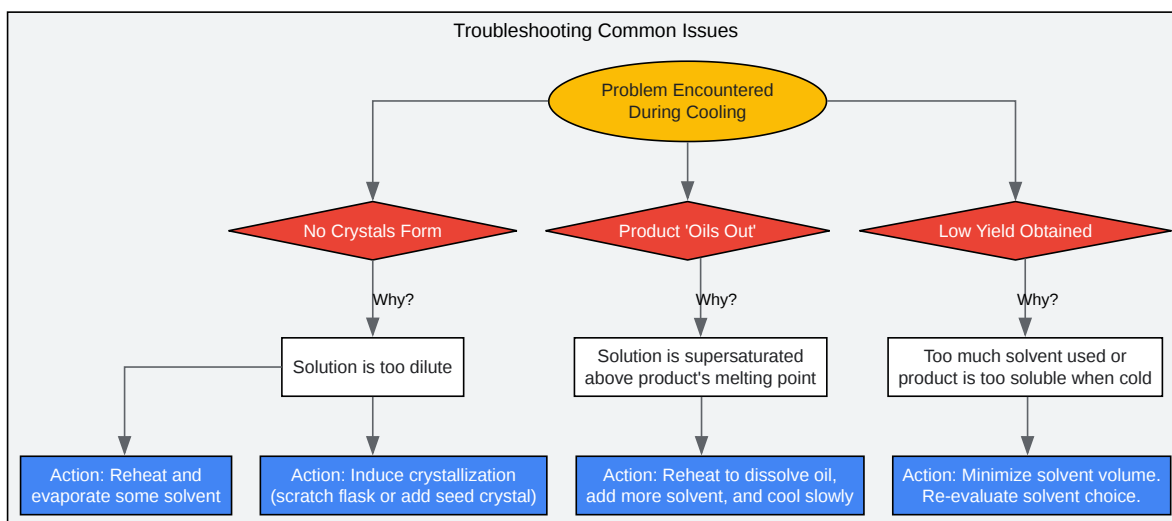 Troubleshooting Common Issues
Problem Encountered
During Cooling
No Crystals Form
Product 'Oils Out'
Low Yield Obtained
Why?
Why?
Why?
Solution is too dilute
Solution is supersaturated
above product's melting point
Too much solvent used or
product is too soluble when cold
Action: Reheat and
evaporate some solvent
Action: Induce crystallization
(scratch flask or add seed crystal)
Action: Reheat to dissolve oil,
add more solvent, and cool slowly
Action: Minimize solvent volume.
Re-evaluate solvent choice.